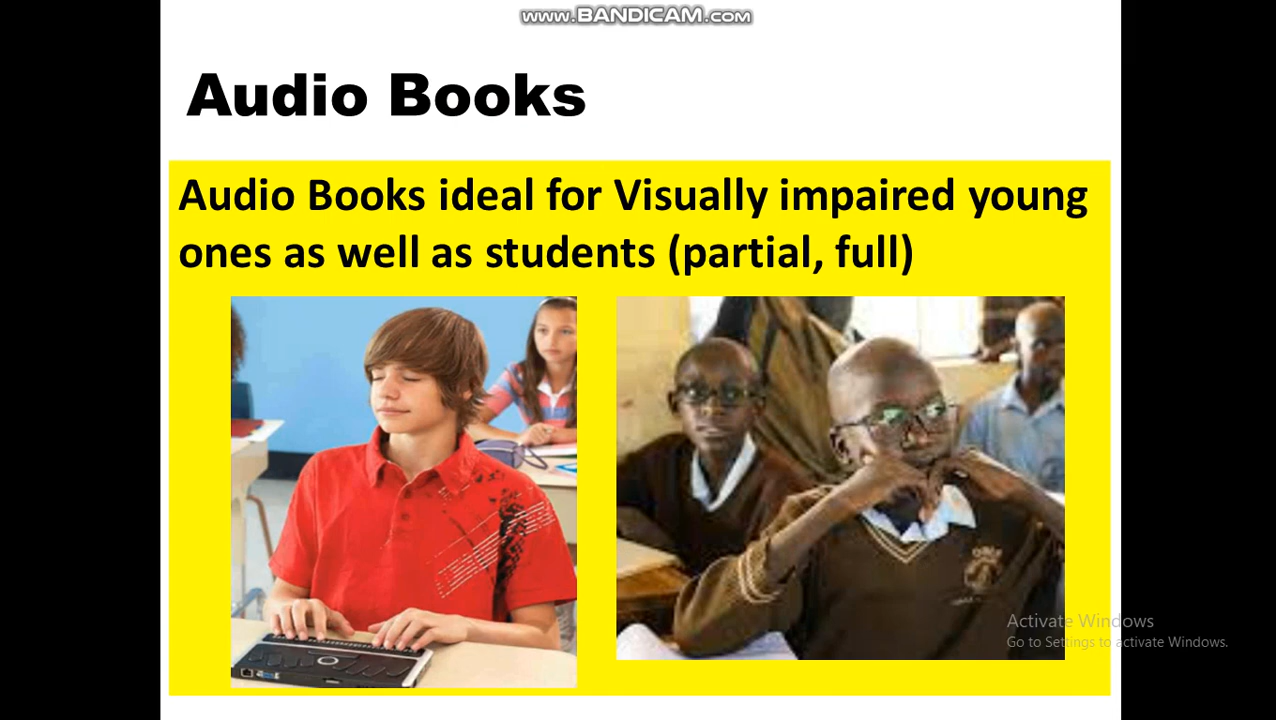 www.BANDICAM.com
Audio Books
Audio Books ideal for Visually impaired young
ones as well as students (partial, full)
Activate Windows
Go to Settings to activate Windows.